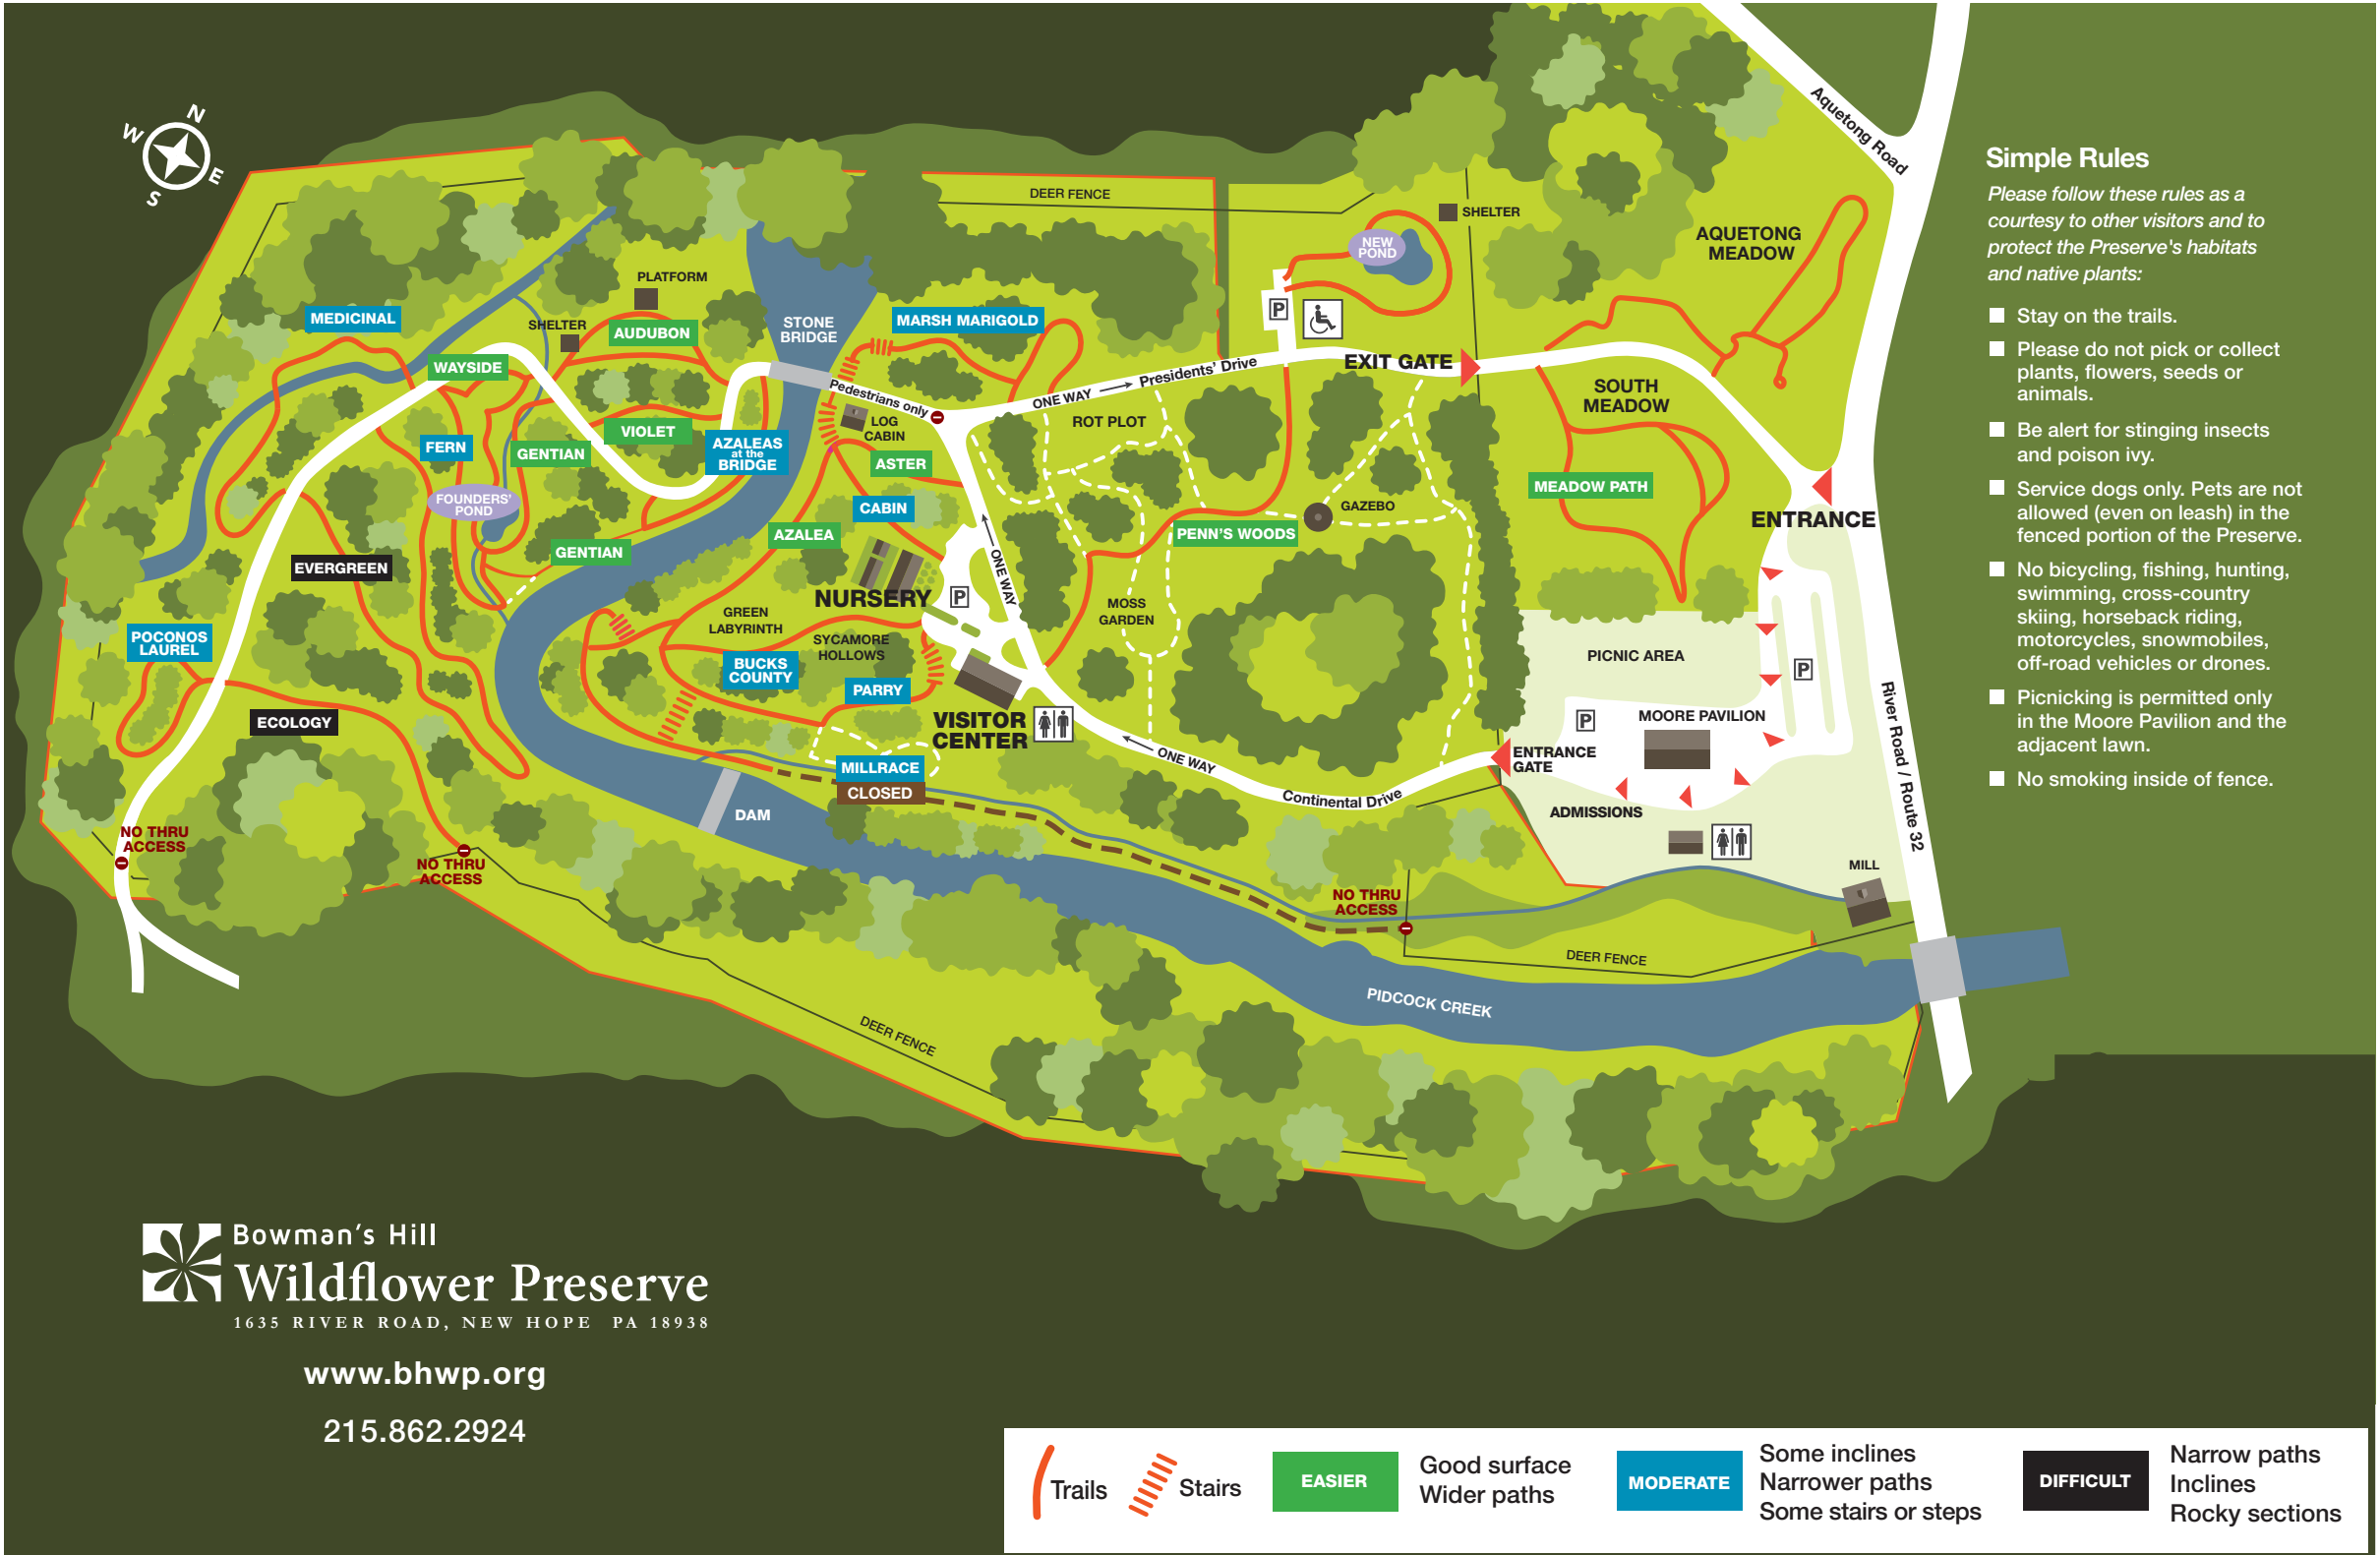 N
W
E
S
Aquetong Road
Simple Rules
Please follow these rules as a
courtesy to other visitors and to
protect the Preserve's habitats
and native plants:
Stay on the trails.
Please do not pick or collect
plants, flowers, seeds or
animals.
Be alert for stinging insects
and poison ivy.
Service dogs only. Pets are not
allowed (even on leash) in the
fenced portion of the Preserve.
No bicycling, fishing, hunting,
swimming, cross-country
skiing, horseback riding,
motorcycles, snowmobiles,
off-road vehicles or drones.
Picnicking is permitted only
in the Moore Pavilion and the
adjacent lawn.
No smoking inside of fence.
DEER FENCE
SHELTER
NEW
POND
AQUETONG
MEADOW
PLATFORM
MEDICINAL
SHELTER
AUDUBON
STONE
BRIDGE
MARSH MARIGOLD
P
WAYSIDE
EXIT GATE
Presidents' Drive
ONE WAY
Pedestrians only
SOUTH
MEADOW
LOG
CABIN
ROT PLOT
VIOLET
FERN
GENTIAN
AZALEAS
at the
BRIDGE
ASTER
MEADOW PATH
FOUNDERS'
POND
CABIN
GAZEBO
ENTRANCE
AZALEA
PENN'S WOODS
GENTIAN
EVERGREEN
ONE WAY
NURSERY
P
GREEN
LABYRINTH
MOSS
GARDEN
POCONOS
LAUREL
SYCAMORE
HOLLOWS
PICNIC AREA
P
BUCKS
COUNTY
PARRY
ECOLOGY
VISITOR
CENTER
P
MOORE PAVILION
River Road / Route 32
ENTRANCE
GATE
ONE WAY
MILLRACE
CLOSED
Continental Drive
DAM
ADMISSIONS
NO THRU
ACCESS
NO THRU
ACCESS
MILL
NO THRU
ACCESS
DEER FENCE
PIDCOCK CREEK
DEER FENCE
Bowman's Hill
Wildflower Preserve
1635 RIVER ROAD, NEW HOPE PA 18938
www.bhwp.org
215.862.2924
Trails
Stairs
EASIER
Good surface
Wider paths
MODERATE
Some inclines
Narrower paths
Some stairs or steps
DIFFICULT
Narrow paths
Inclines
Rocky sections